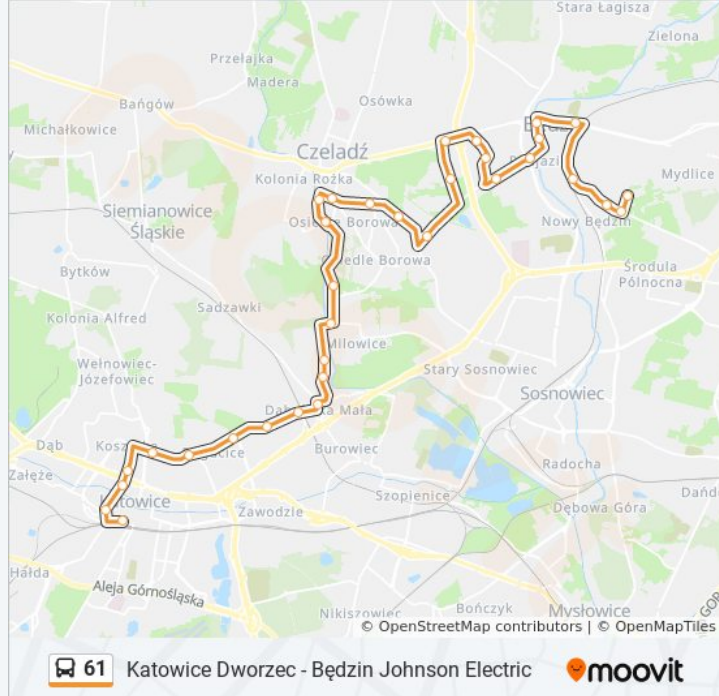 Stara Łagisza
Zielona
Przełajka
Madera
Osówka
Bańgów
Michałkowice
Czeladź
Mydlice
Kolonia Rożka
Siemianowice
Śląskie
Nowy Będzin
Bytków
Środula
Północna
Sadzawki
Kolonia Alfred
Milowice
Wełnowiec-
Józefowiec
Stary Sosnowiec
Sosnowiec
Dąb
Burowiec
Załęże
Radocha
Szopienice
Katowice
Zawodzie
Dębowa Góra
Hałda
Aleja Górnośląska
Nikiszowiec
Bończyk
Mysłowice
© OpenStreetMap contributors | © OpenMapTiles
61 Katowice Dworzec - Będzin Johnson Electric moovit